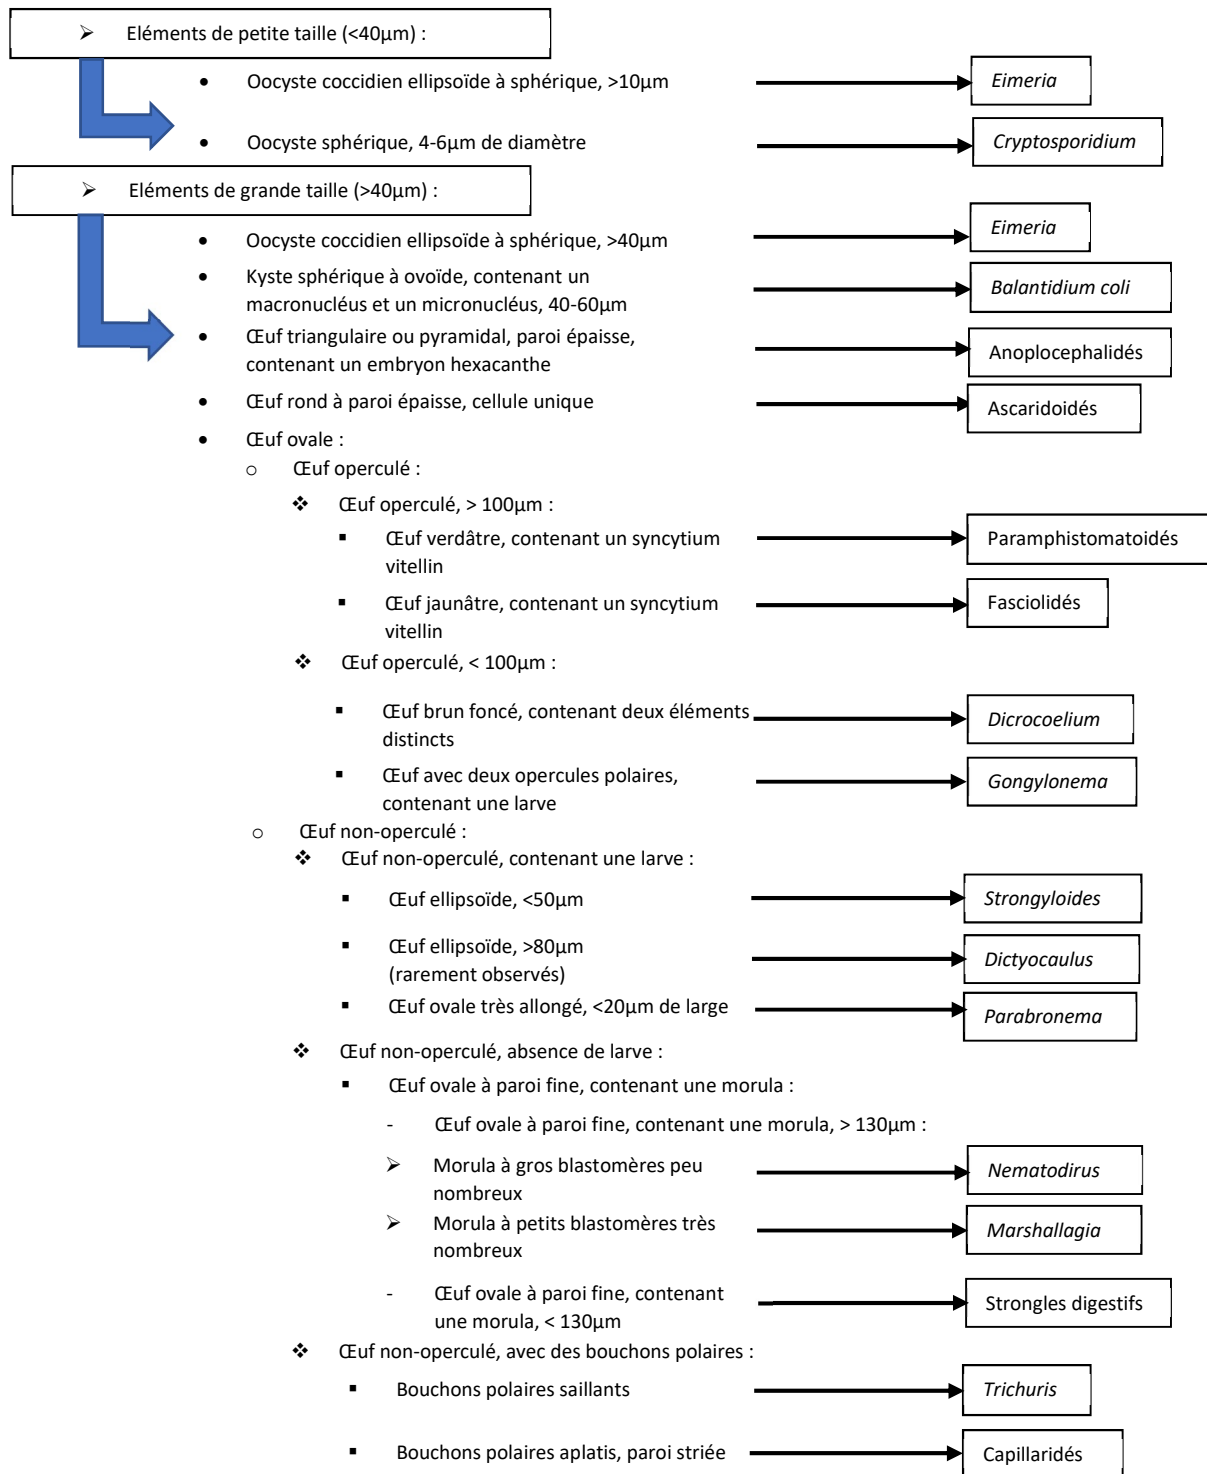 ➢ Eléments de petite taille (<40µm) :
• Oocyste coccidien ellipsoïde à sphérique, >10µm
Eimeria
• Oocyste sphérique, 4-6µm de diamètre
Cryptosporidium
➢ Eléments de grande taille (>40µm) :
• Oocyste coccidien ellipsoïde à sphérique, >40µm
Eimeria
• Kyste sphérique à ovoïde, contenant un
macronucléus et un micronucléus, 40-60µm
Balantidium coli
• Œuf triangulaire ou pyramidal, paroi épaisse,
contenant un embryon hexacanthe
Anoplocephalidés
• Œuf rond à paroi épaisse, cellule unique
Ascaridoidés
• Œuf ovale :
o Œuf operculé :
❖ Œuf operculé, > 100µm :
▪ Œuf verdâtre, contenant un syncytium
vitellin
Paramphistomatoidés
▪ Œuf jaunâtre, contenant un syncytium
vitellin
Fasciolidés
❖ Œuf operculé, < 100µm :
▪ Œuf brun foncé, contenant deux éléments
distincts
Dicrocoelium
▪ Œuf avec deux opercules polaires,
contenant une larve
Gongylonema
o Œuf non-operculé :
❖ Œuf non-operculé, contenant une larve :
▪ Œuf ellipsoïde, <50µm
Strongyloides
▪ Œuf ellipsoïde, >80µm
(rarement observés)
Dictyocaulus
▪ Œuf ovale très allongé, <20µm de large
Parabronema
❖ Œuf non-operculé, absence de larve :
▪ Œuf ovale à paroi fine, contenant une morula :
- Œuf ovale à paroi fine, contenant une morula, > 130µm :
➢ Morula à gros blastomères peu
nombreux
Nematodirus
➢ Morula à petits blastomères très
nombreux
Marshallagia
- Œuf ovale à paroi fine, contenant
une morula, < 130µm
Strongles digestifs
❖ Œuf non-operculé, avec des bouchons polaires :
▪ Bouchons polaires saillants
Trichuris
▪ Bouchons polaires aplatis, paroi striée
Capillaridés